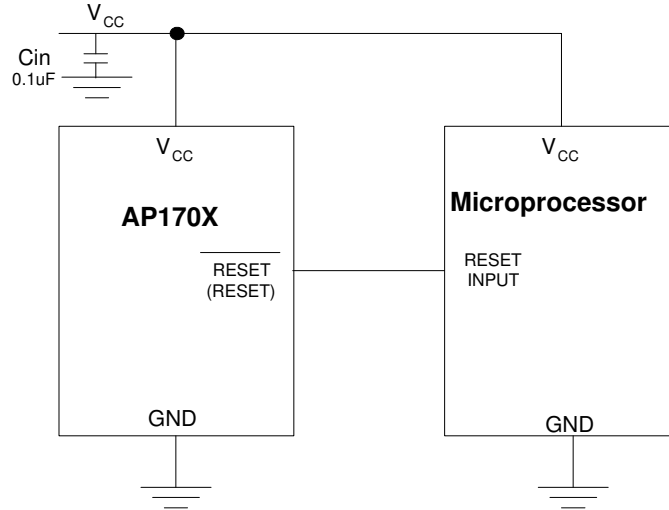 VCC
Cin
0.1uF
VCC
AP170X
RESET
(RESET)
GND
VCC
Microprocessor
RESET
INPUT
GND